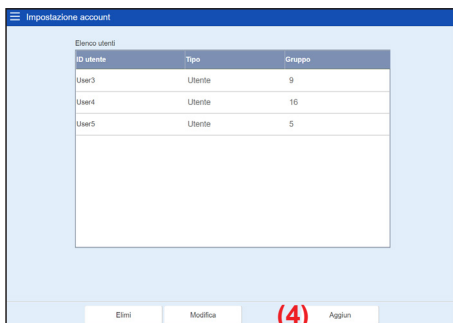 Impostazione account
Elenco utenti
ID utente Tipo Gruppo
User3 Utente 9
User4 Utente 16
User5 Utente 5
Elimi Modifica (4) Aggiun